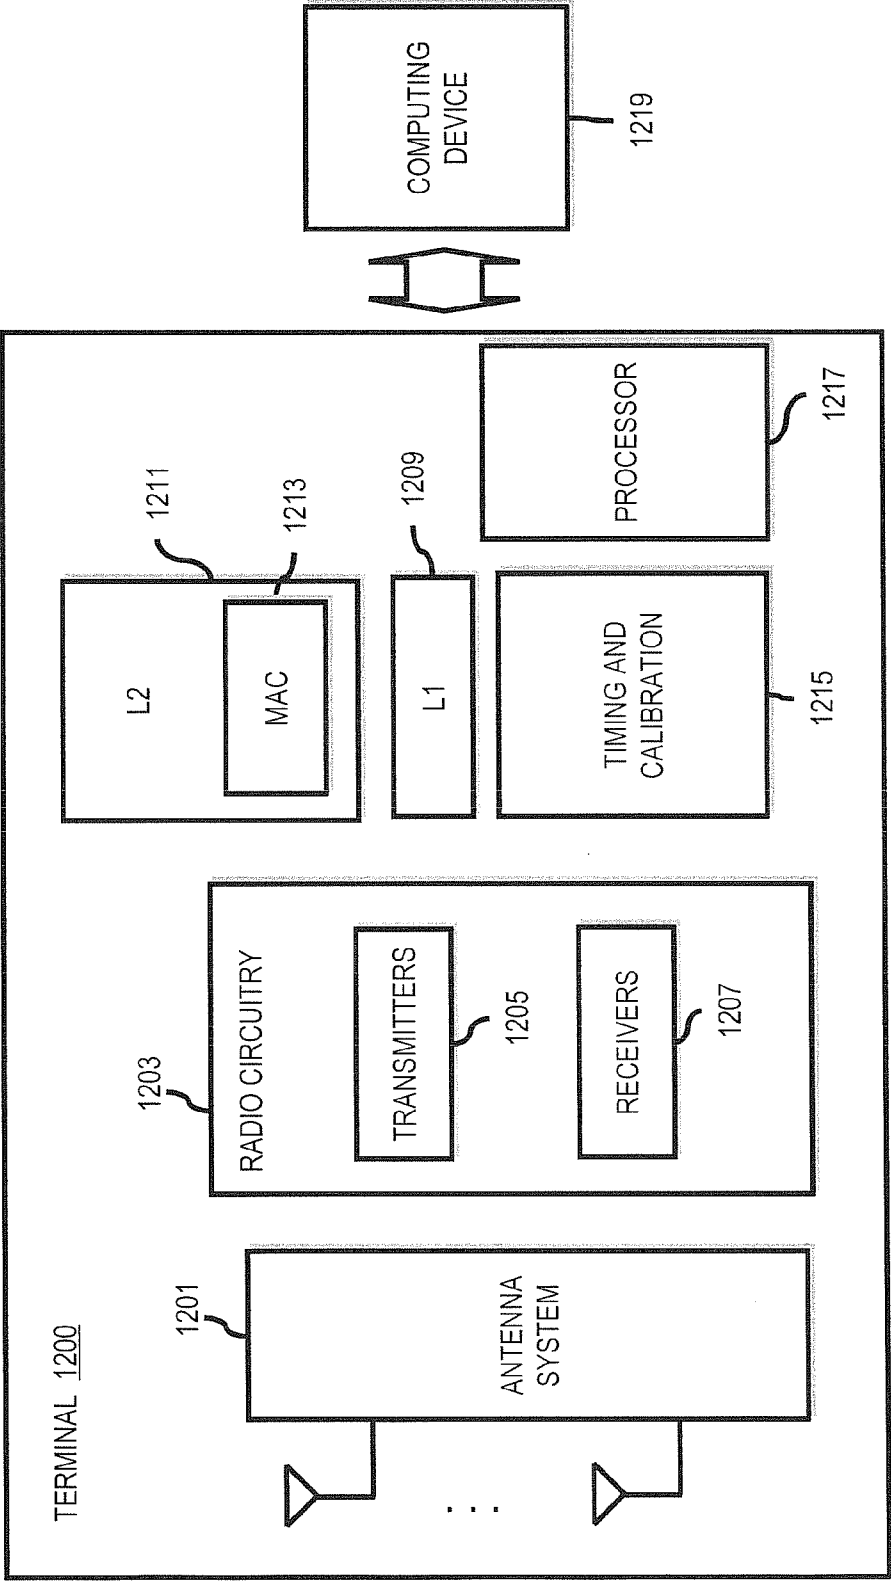 TERMINAL 1200
1201
ANTENNA
SYSTEM
. . .
1203
RADIO CIRCUITRY
TRANSMITTERS
1205
RECEIVERS
1207
1211
L2
1213
MAC
1209
L1
TIMING AND
CALIBRATION
1215
PROCESSOR
1217
COMPUTING
DEVICE
1219